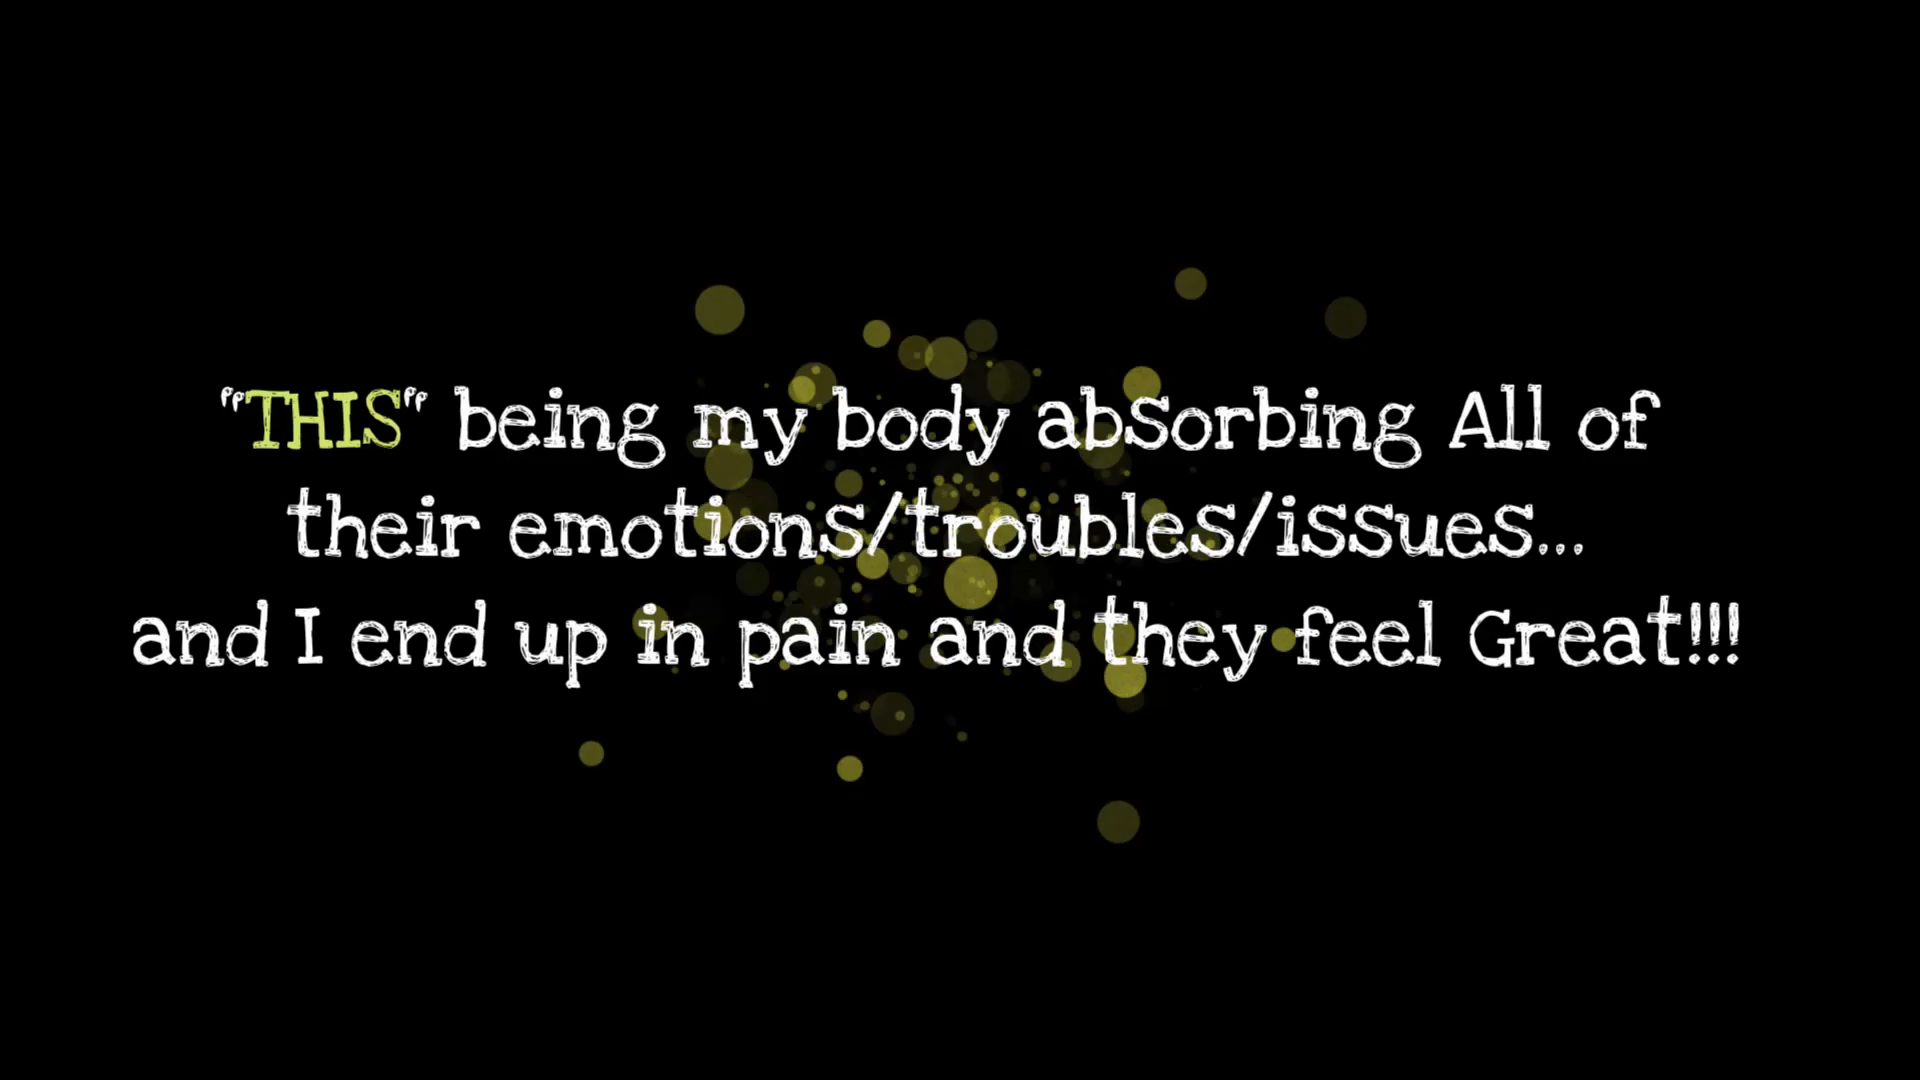 "THIS" being my body abSorbing All of
their emotions/troubles/issues...
and I end up in pain and they feel Great!!!